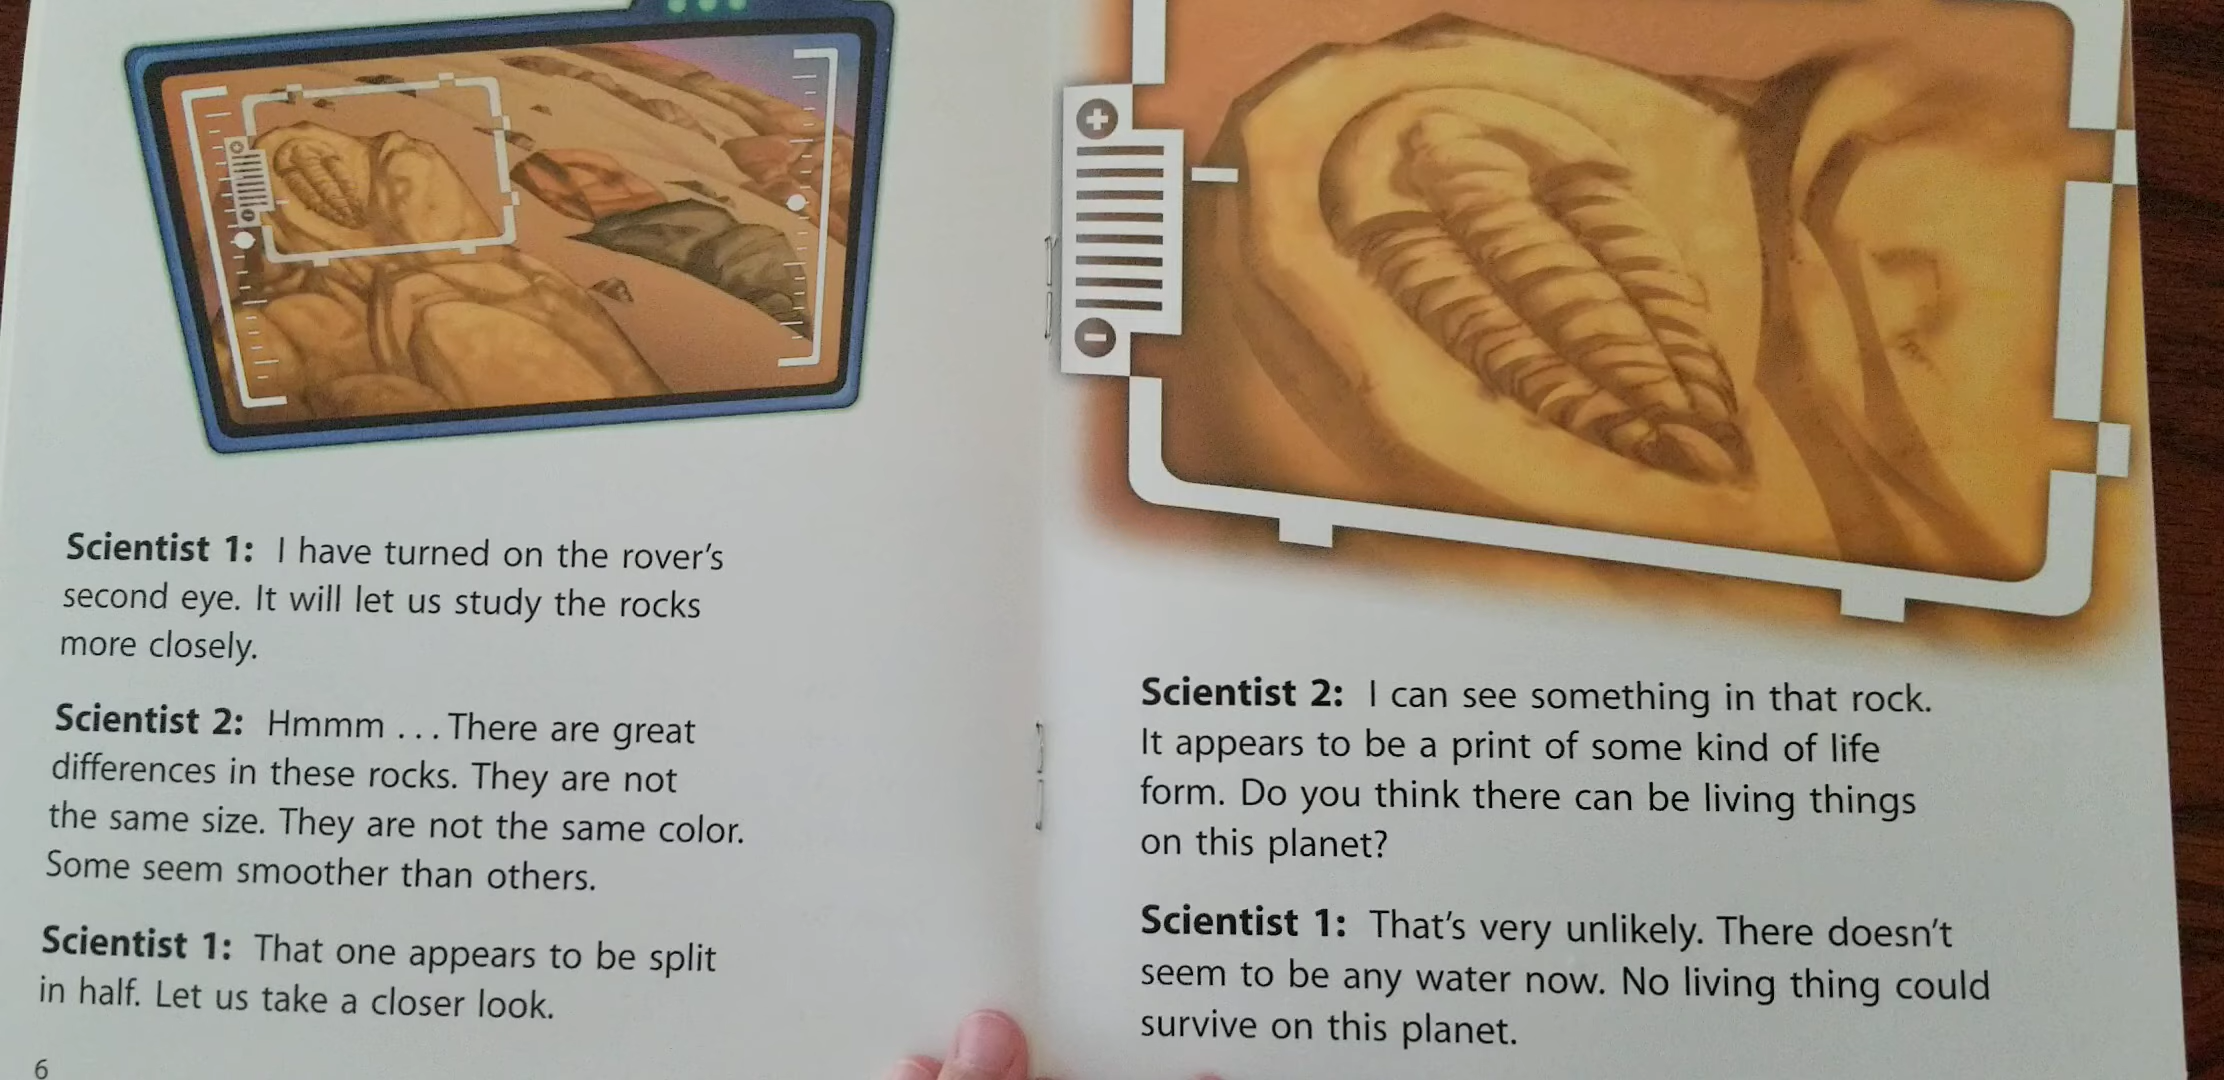 Scientist 1: I have turned on the rover's
second eye. It will let us study the rocks
more closely.
Scientist 2: Hmmm . . . There are great
differences in these rocks. They are not
the same size. They are not the same color.
Some seem smoother than others.
Scientist 1: That one appears to be split
in half. Let us take a closer look.
6
Scientist 2: I can see something in that rock.
It appears to be a print of some kind of life
form. Do you think there can be living things
on this planet?
Scientist 1: That's very unlikely. There doesn't
seem to be any water now. No living thing could
survive on this planet.